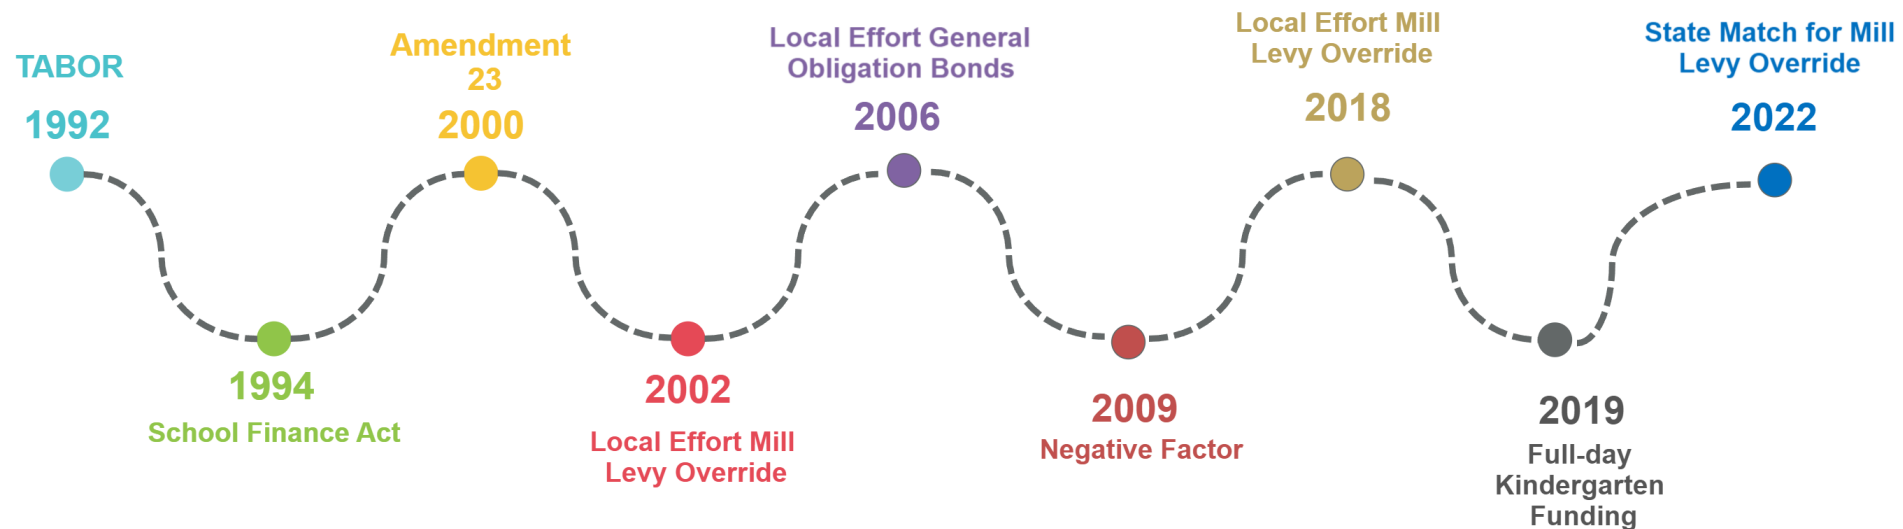 TABOR
1992
1994
School Finance Act
Amendment
23
2000
2002
Local Effort Mill
Levy Override
Local Effort General
Obligation Bonds
2006
2009
Negative Factor
Local Effort Mill
Levy Override
2018
2019
Full-day
Kindergarten
Funding
State Match for Mill
Levy Override
2022